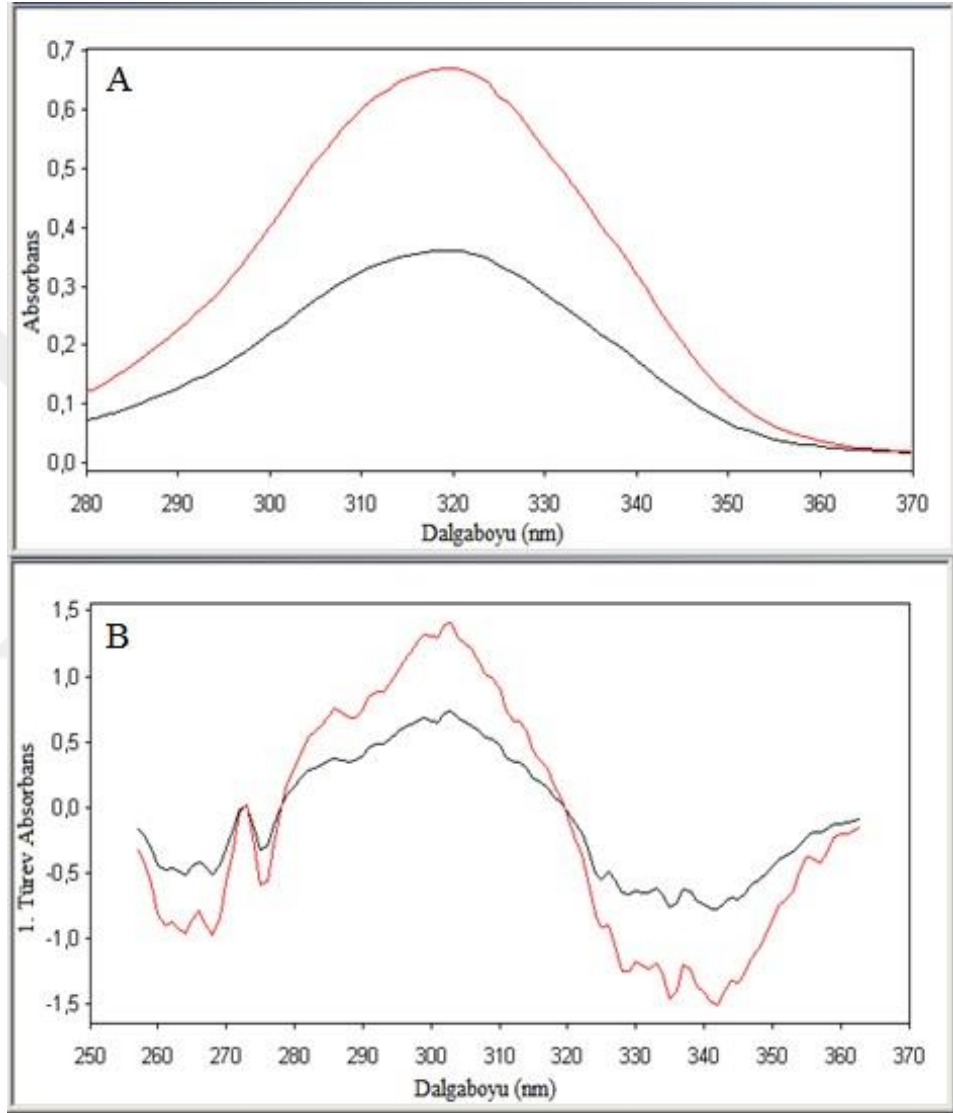 A
0,7
0,6
0,5
0,4
0,3
0,2
0,1
0,0
Absorbans
280 290 300 310 320 330 340 350 360 370
Dalgaboyu (nm)
B
1,5
1,0
0,5
0,0
-0,5
-1,0
-1,5
1. Türev Absorbans
250 260 270 280 290 300 310 320 330 340 350 360 370
Dalgaboyu (nm)